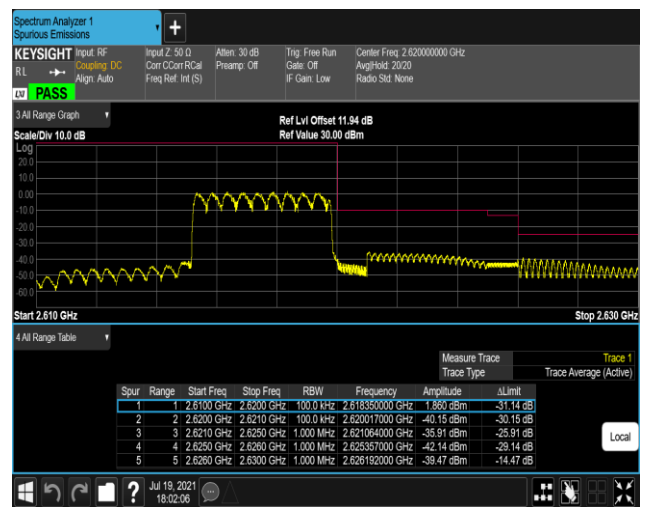 Spectrum Analyzer 1
Spurious Emissions
+
KEYSIGHT Input: RF Input Z: 50 Ω Atten: 30 dB Trig: Free Run Center Freq: 2.620000000 GHz
R L Coupling: DC Corr CCorr RCal Preamp: Off Gate: Off Avg|Hold: 20/20
Align: Auto Freq Ref: Int (S) IF Gain: Low Radio Std: None
LXI PASS
3 All Range Graph
Ref Lvl Offset 11.94 dB
Scale/Div 10.0 dB Ref Value 30.00 dBm
Log
20.0
10.0
0.00
-10.0
-20.0
-30.0
-40.0
-50.0
-60.0
Start 2.610 GHz Stop 2.630 GHz
4 All Range Table
Measure Trace Trace 1
Trace Type Trace Average (Active)
Spur Range Start Freq Stop Freq RBW Frequency Amplitude ΔLimit
1 1 2.6100 GHz 2.6200 GHz 100.0 kHz 2.618350000 GHz 1.860 dBm -31.14 dB
2 2 2.6200 GHz 2.6210 GHz 100.0 kHz 2.620017000 GHz -40.15 dBm -30.15 dB
3 3 2.6210 GHz 2.6250 GHz 1.000 MHz 2.621064000 GHz -35.91 dBm -25.91 dB
4 4 2.6250 GHz 2.6260 GHz 1.000 MHz 2.625357000 GHz -42.14 dBm -29.14 dB
5 5 2.6260 GHz 2.6300 GHz 1.000 MHz 2.626192000 GHz -39.47 dBm -14.47 dB
Local
? Jul 19, 2021
18:02:06